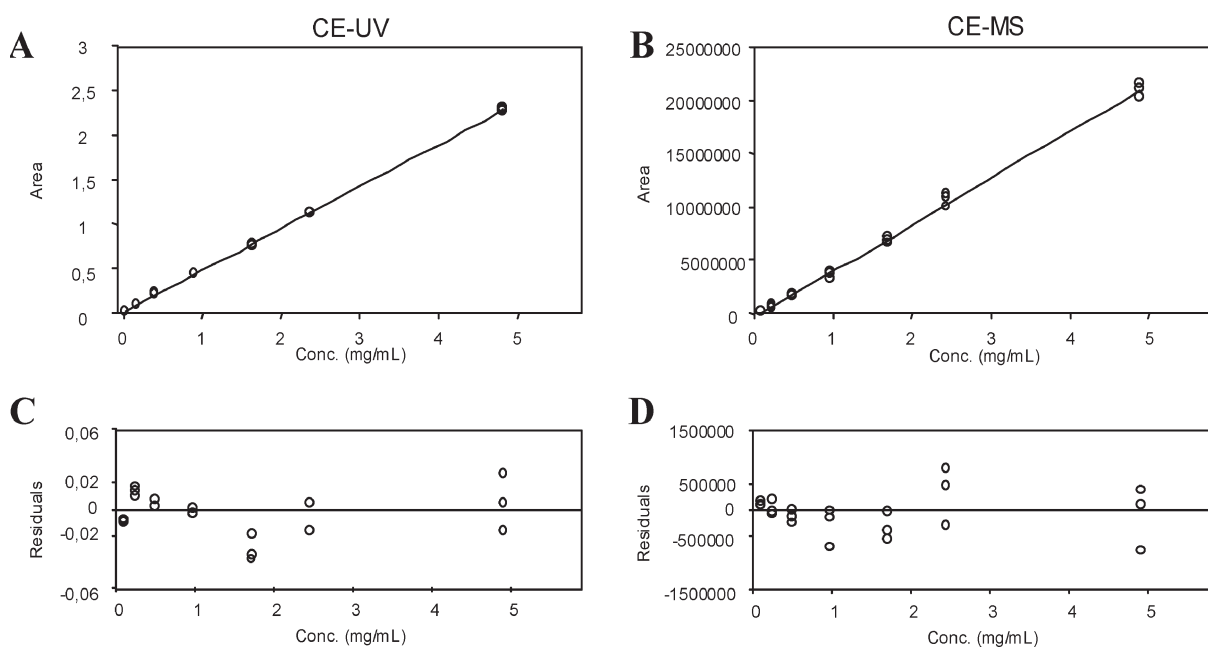 A
CE-UV
3
2,5
2
1,5
1
0,5
0
Area
0 1 2 3 4 5
Conc. (mg/mL)
B
CE-MS
25000000
20000000
15000000
10000000
5000000
0
Area
0 1 2 3 4 5
Conc. (mg/mL)
C
0,06
0,02
0
-0,02
-0,06
Residuals
0 1 2 3 4 5
Conc. (mg/mL)
D
1500000
500000
0
-500000
-1500000
Residuals
0 1 2 3 4 5
Conc. (mg/mL)